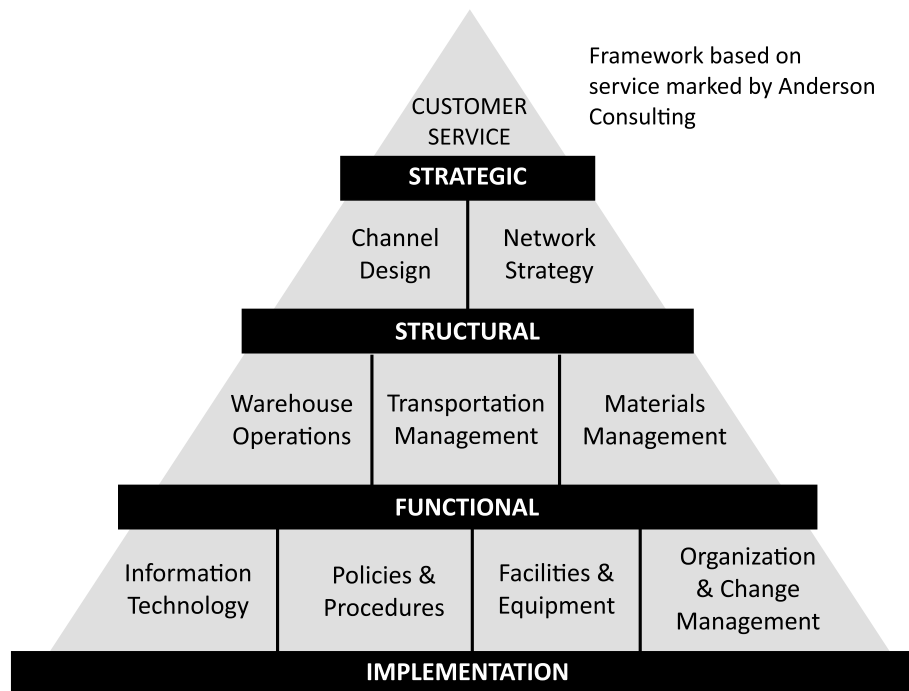 Framework based on
service marked by Anderson
Consulting
CUSTOMER
SERVICE
STRATEGIC
Channel
Design
Network
Strategy
STRUCTURAL
Warehouse
Operations
Transportation
Management
Materials
Management
FUNCTIONAL
Information
Technology
Policies &
Procedures
Facilities &
Equipment
Organization
& Change
Management
IMPLEMENTATION